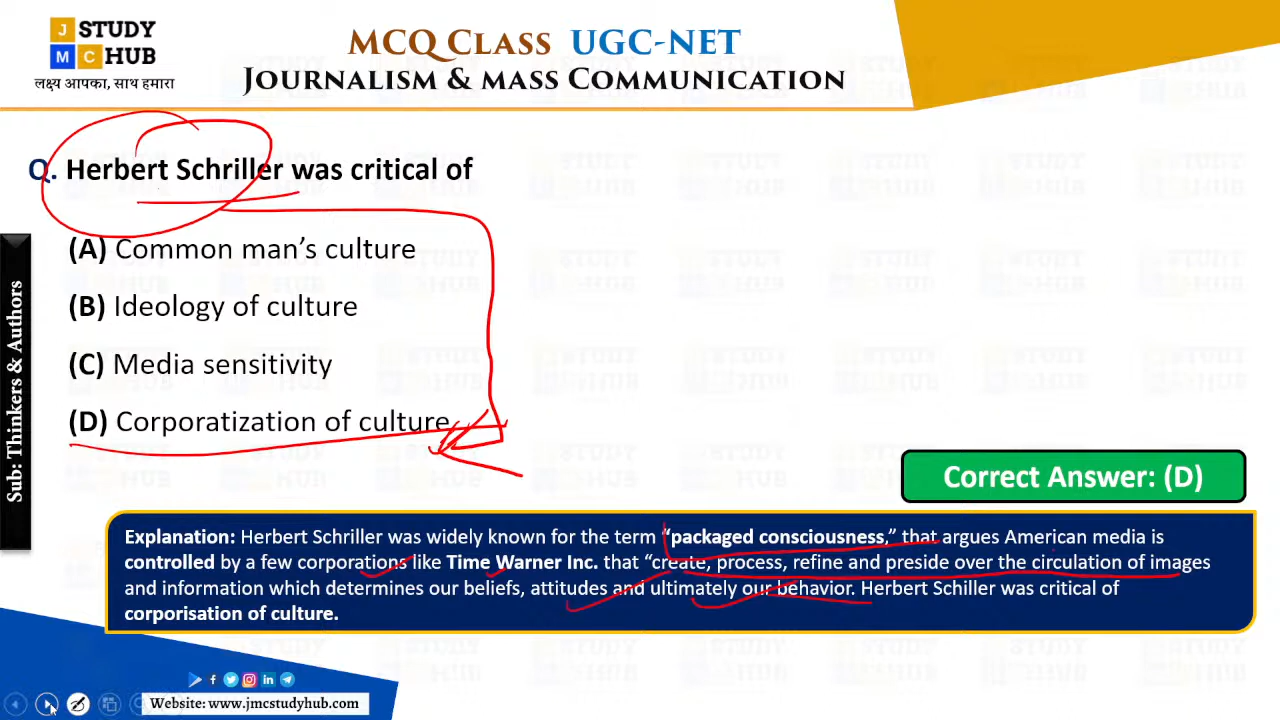 J STUDY
M C HUB
लक्ष्य आपका, साथ हमारा
MCQ CLASS UGC-NET
JOURNALISM & MASS COMMUNICATION
Q. Herbert Schriller was critical of
(A) Common man's culture
(B) Ideology of culture
(C) Media sensitivity
(D) Corporatization of culture
Sub: Thinkers & Authors
Correct Answer: (D)
Explanation: Herbert Schriller was widely known for the term “packaged consciousness,” that argues American media is
controlled by a few corporations like Time Warner Inc. that “create, process, refine and preside over the circulation of images
and information which determines our beliefs, attitudes and ultimately our behavior. Herbert Schiller was critical of
corporisation of culture.
Website: www.jmcstudyhub.com